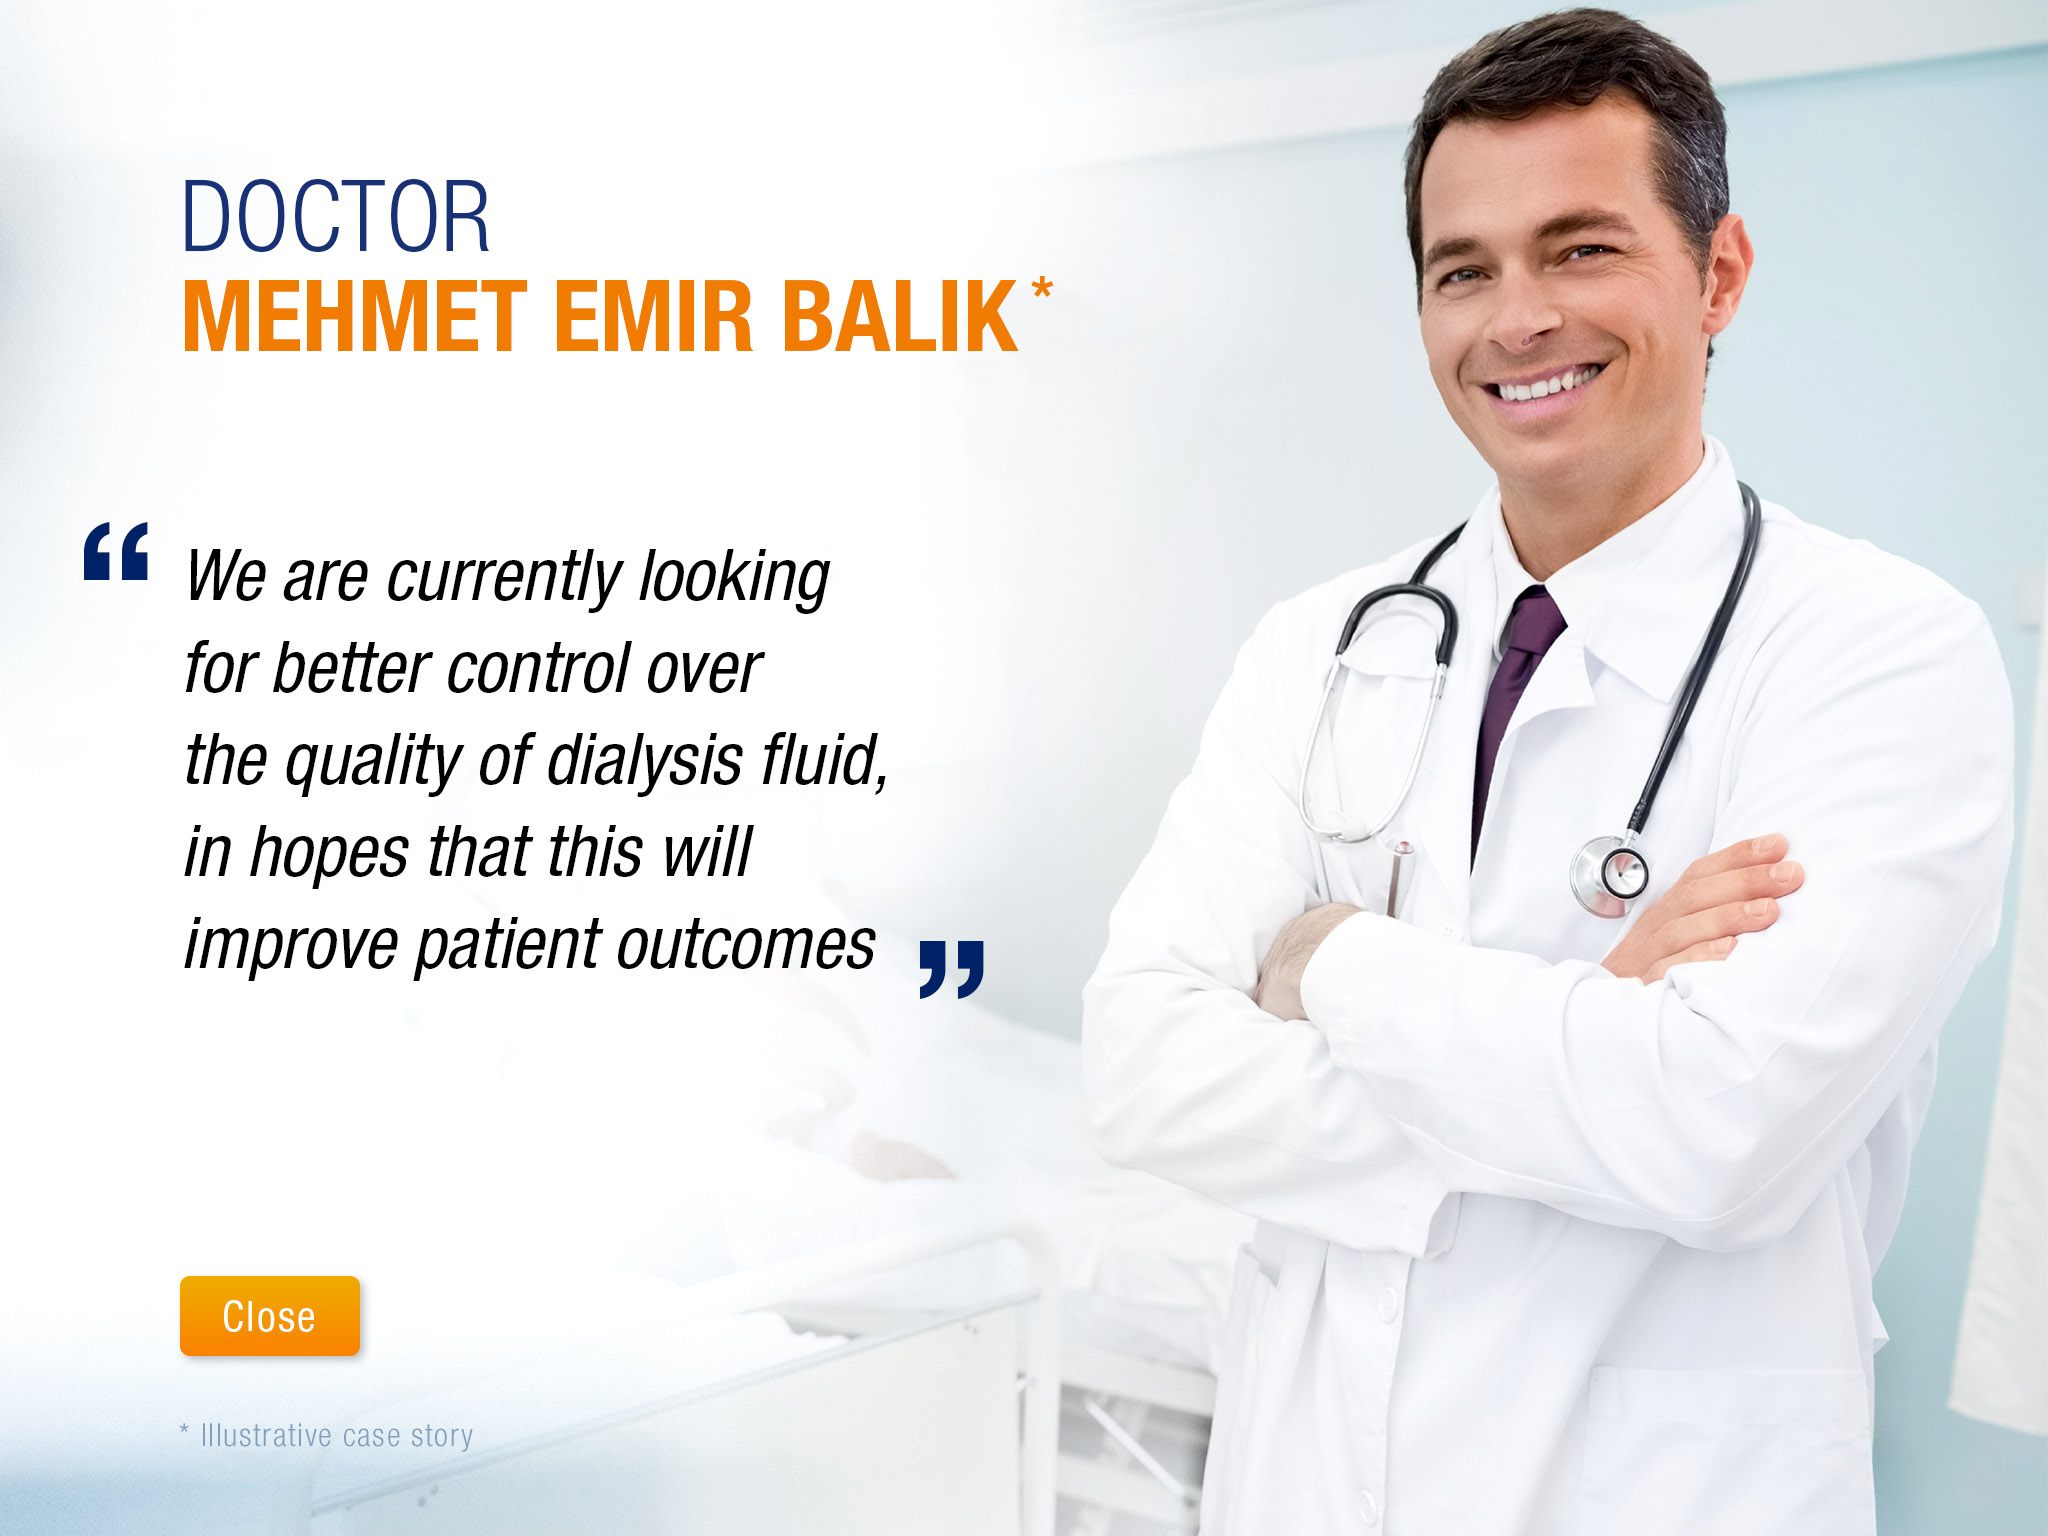 DOCTOR
MEHMET EMIR BALIK *
“ We are currently looking
for better control over
the quality of dialysis fluid,
in hopes that this will
improve patient outcomes ”
Close
* Illustrative case story